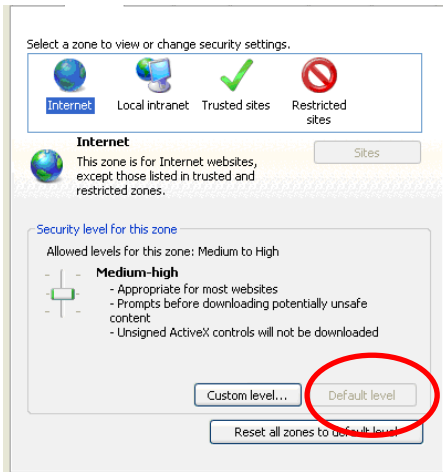 Select a zone to view or change security settings.
Internet
Local intranet
Trusted sites
Restricted
sites
Internet
Sites
This zone is for Internet websites,
except those listed in trusted and
restricted zones.
Security level for this zone
Allowed levels for this zone: Medium to High
Medium-high
- Appropriate for most websites
- Prompts before downloading potentially unsafe
content
- Unsigned ActiveX controls will not be downloaded
Custom level...
Default level
Reset all zones to default level